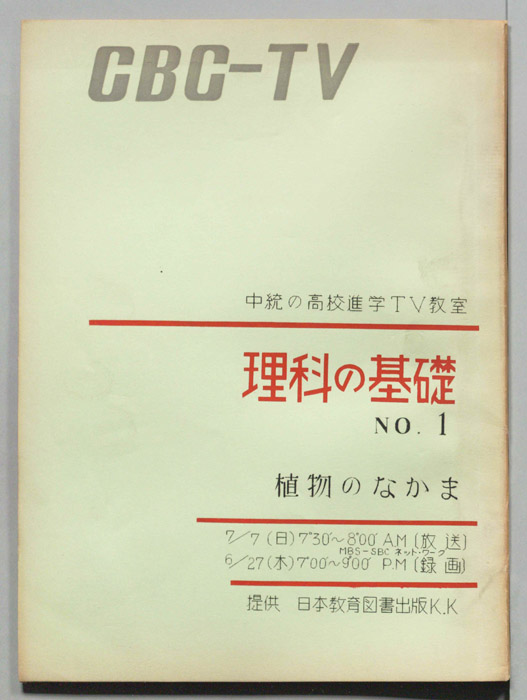 CBC-TV
中統の高校進学TV教室
理科の基礎
NO. 1
植物のなかま
7/7 (日) 7°30'~8°00' A.M (放送)
MBS-SBC ネット・ワーク
6/27(木) 7°00'~9°00' P.M (録画)
提供 日本教育図書出版K.K